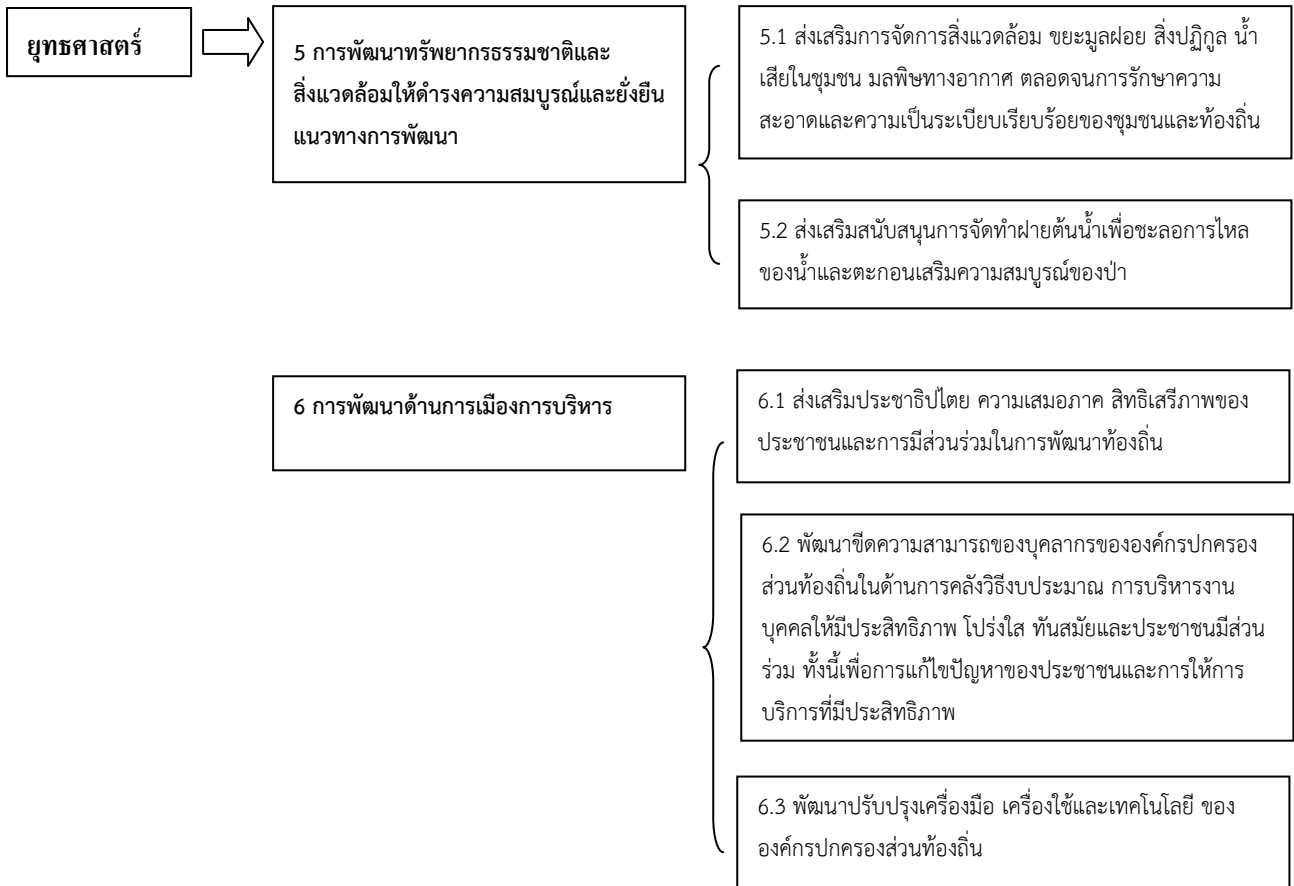 ยุทธศาสตร์
5 การพัฒนาทรัพยากรธรรมชาติและ
สิ่งแวดล้อมให้ดำรงความสมบูรณ์และยั่งยืน
แนวทางการพัฒนา
5.1 ส่งเสริมการจัดการสิ่งแวดล้อม ขยะมูลฝอย สิ่งปฏิกูล น้ำ
เสียในชุมชน มลพิษทางอากาศ ตลอดจนการรักษาความ
สะอาดและความเป็นระเบียบเรียบร้อยของชุมชนและท้องถิ่น
5.2 ส่งเสริมสนับสนุนการจัดทำฝายต้นน้ำเพื่อชะลอการไหล
ของน้ำและตะกอนเสริมความสมบูรณ์ของป่า
6 การพัฒนาด้านการเมืองการบริหาร
6.1 ส่งเสริมประชาธิปไตย ความเสมอภาค สิทธิเสรีภาพของ
ประชาชนและการมีส่วนร่วมในการพัฒนาท้องถิ่น
6.2 พัฒนาขีดความสามารถของบุคลากรขององค์กรปกครอง
ส่วนท้องถิ่นในด้านการคลังวิธีงบประมาณ การบริหารงาน
บุคคลให้มีประสิทธิภาพ โปร่งใส ทันสมัยและประชาชนมีส่วน
ร่วม ทั้งนี้เพื่อการแก้ไขปัญหาของประชาชนและการให้การ
บริการที่มีประสิทธิภาพ
6.3 พัฒนาปรับปรุงเครื่องมือ เครื่องใช้และเทคโนโลยี ของ
องค์กรปกครองส่วนท้องถิ่น